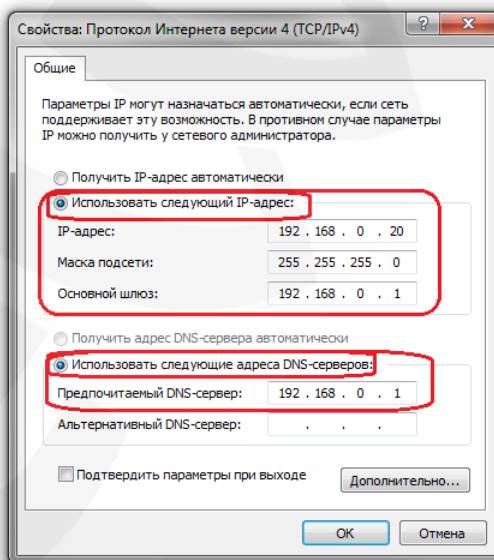 Свойства: Протокол Интернета версии 4 (TCP/IPv4)
Общие
Параметры IP могут назначаться автоматически, если сеть
поддерживает эту возможность. В противном случае параметры
IP можно получить у сетевого администратора.
Получить IP-адрес автоматически
Использовать следующий IP-адрес:
IP-адрес: 192 . 168 . 0 . 20
Маска подсети: 255 . 255 . 255 . 0
Основной шлюз: 192 . 168 . 0 . 1
Получить адрес DNS-сервера автоматически
Использовать следующие адреса DNS-серверов:
Предпочитаемый DNS-сервер: 192 . 168 . 0 . 1
Альтернативный DNS-сервер: . . .
Подтвердить параметры при выходе
Дополнительно...
ОК Отмена